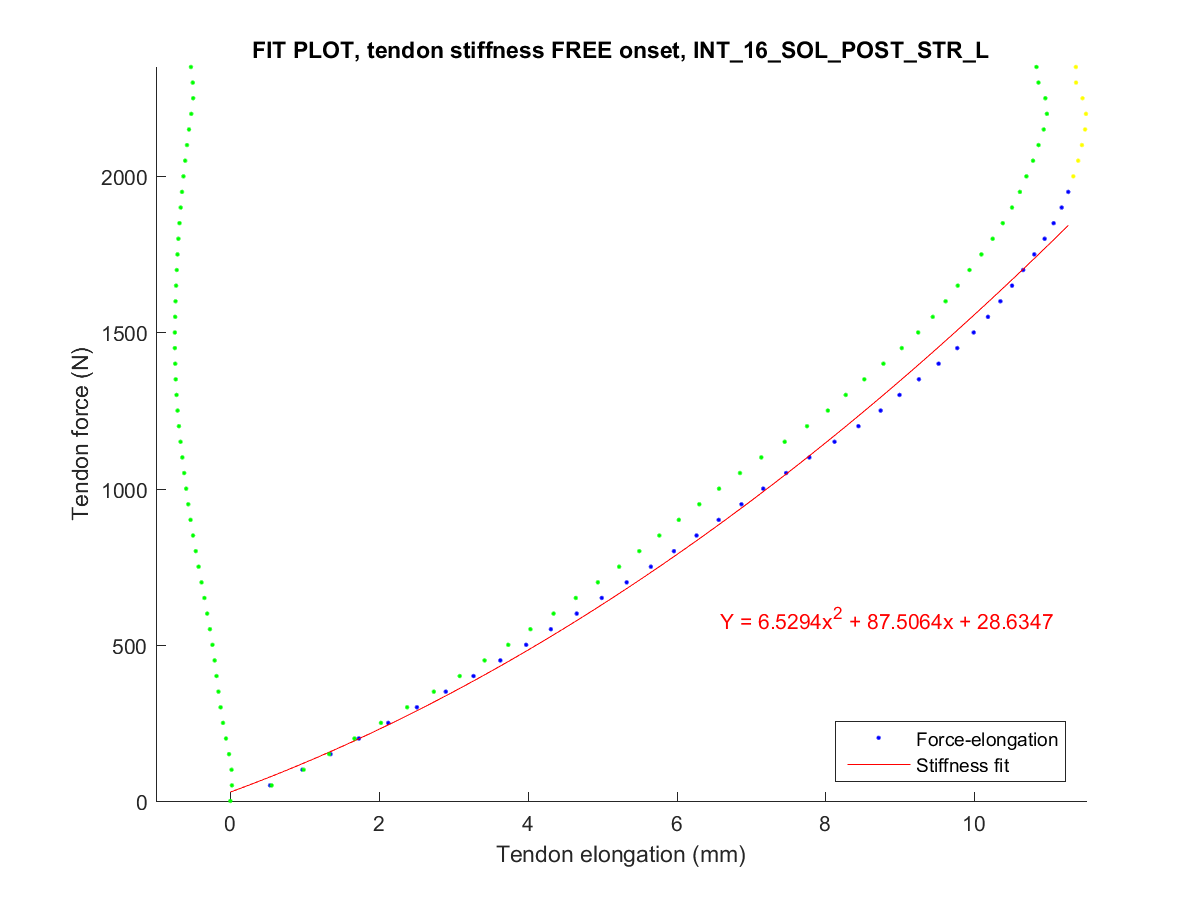 FIT PLOT, tendon stiffness FREE onset, INT_16_SOL_POST_STR_L
2000
1500
1000
500
0
Tendon force (N)
Y = 6.5294x² + 87.5064x + 28.6347
Force-elongation
Stiffness fit
0 2 4 6 8 10
Tendon elongation (mm)